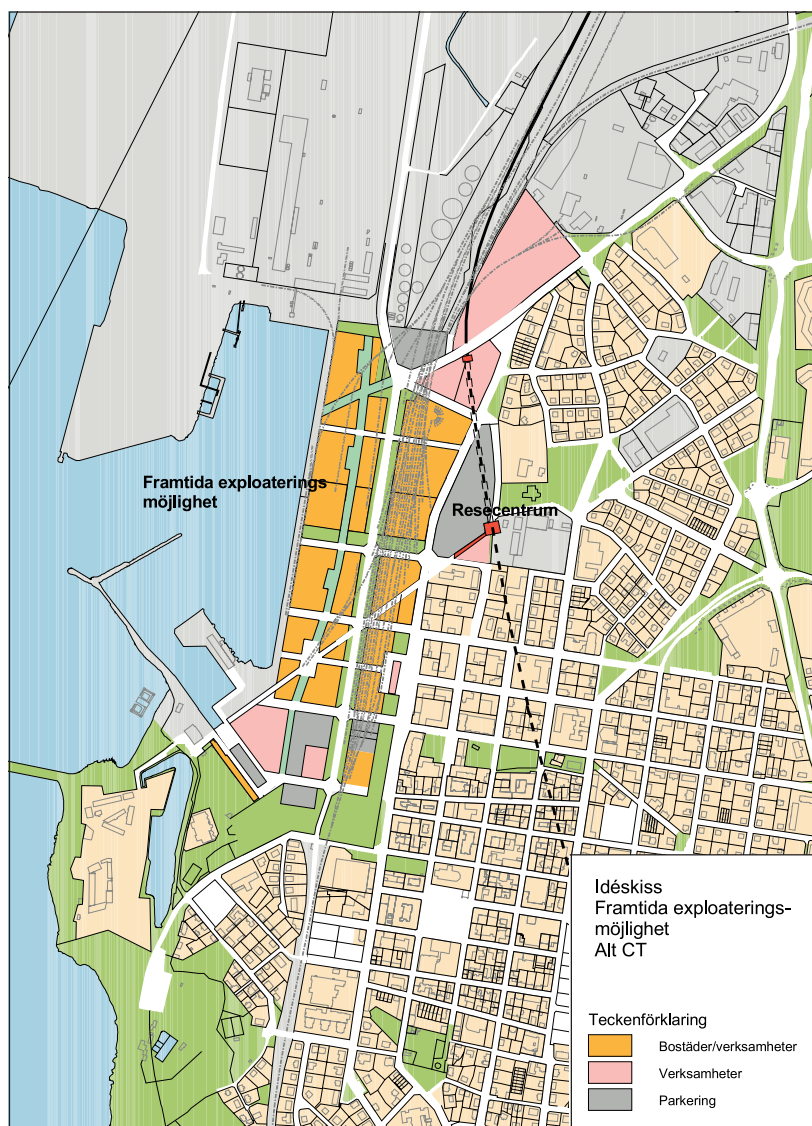 Framtida exploaterings
möjlighet
Resecentrum
Idéskiss
Framtida exploaterings-
möjlighet
Alt CT
Teckenförklaring
Bostäder/verksamheter
Verksamheter
Parkering